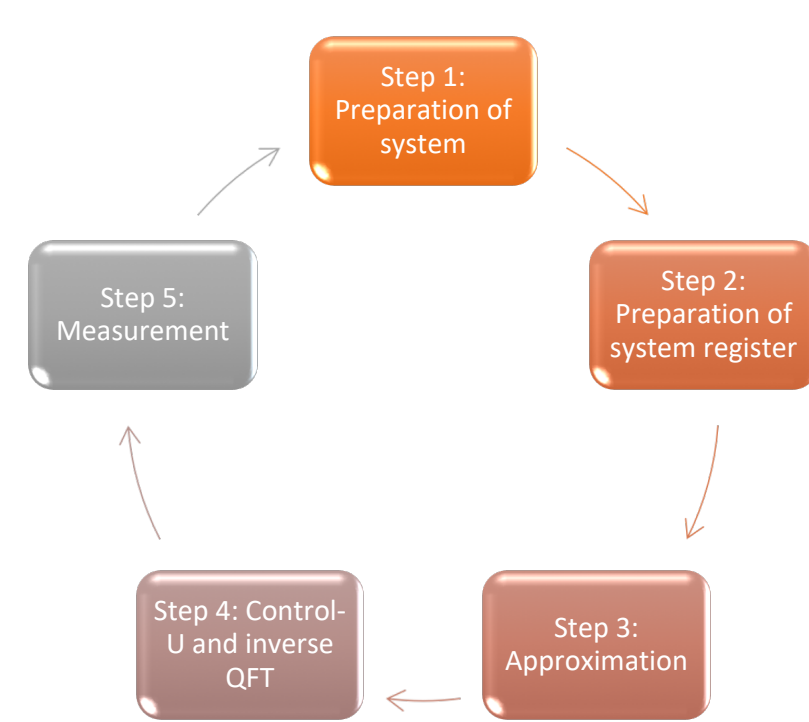 Step 1:
Preparation of
system
Step 2:
Preparation of
system register
Step 3:
Approximation
Step 4: Control-
U and inverse
QFT
Step 5:
Measurement